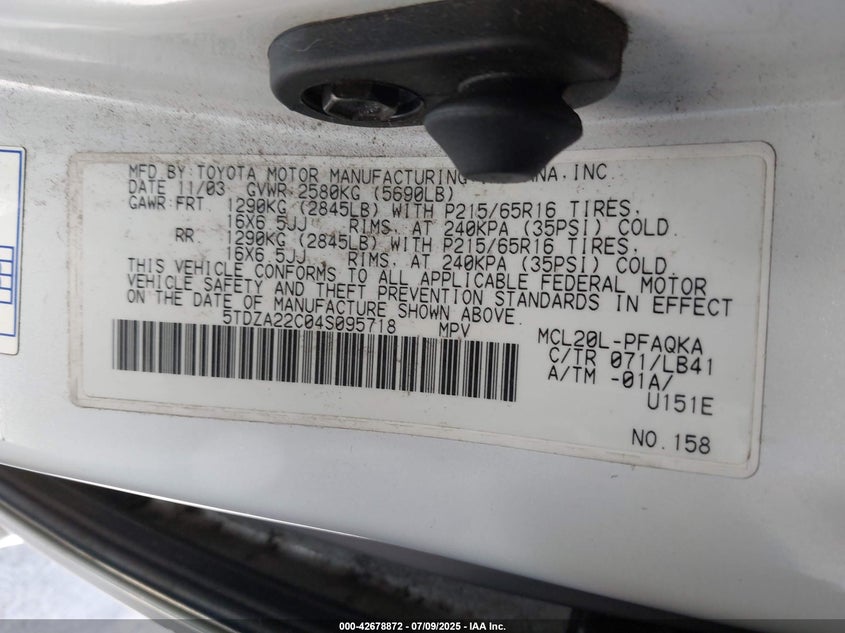 MFD BY TOYOTA MOTOR MANUFACTURING ANA, INC
DATE 11/03 GVWR 2580KG (5690LB)
GAWR FRT 1290KG (2845LB) WITH P215/65R16 TIRES,
16X6.5JJ RIMS, AT 240KPA (35PSI) COLD
RR 1290KG (2845LB) WITH P215/65R16 TIRES,
16X6.5JJ RIMS, AT 240KPA (35PSI) COLD
THIS VEHICLE CONFORMS TO ALL APPLICABLE FEDERAL MOTOR
VEHICLE SAFETY AND THEFT PREVENTION STANDARDS IN EFFECT
ON THE DATE OF MANUFACTURE SHOWN ABOVE.
5TDZA22C04S095718 MPV
MCL20L-PFAQKA
C/TR 071/LB41
A/TM -01A/
U151E
NO.158
000-42678872 / 07/09/2025 - IAA Inc.